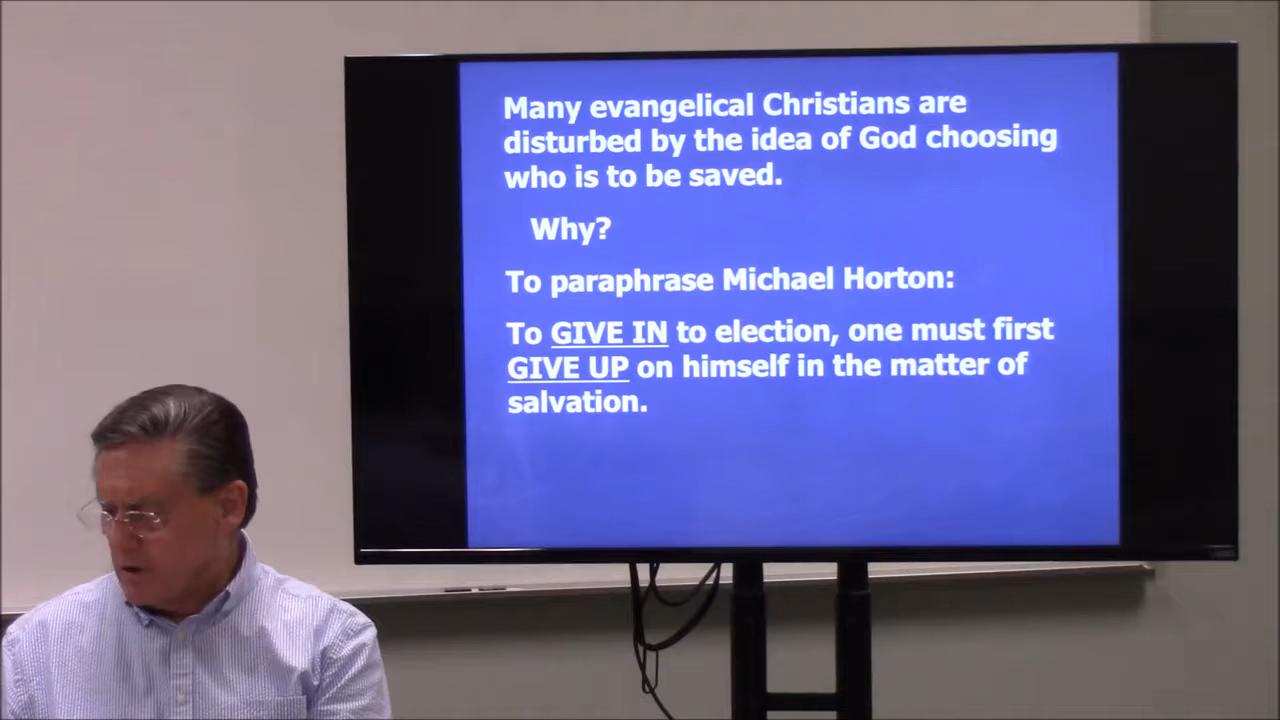 Many evangelical Christians are
disturbed by the idea of God choosing
who is to be saved.
Why?
To paraphrase Michael Horton:
To GIVE IN to election, one must first
GIVE UP on himself in the matter of
salvation.